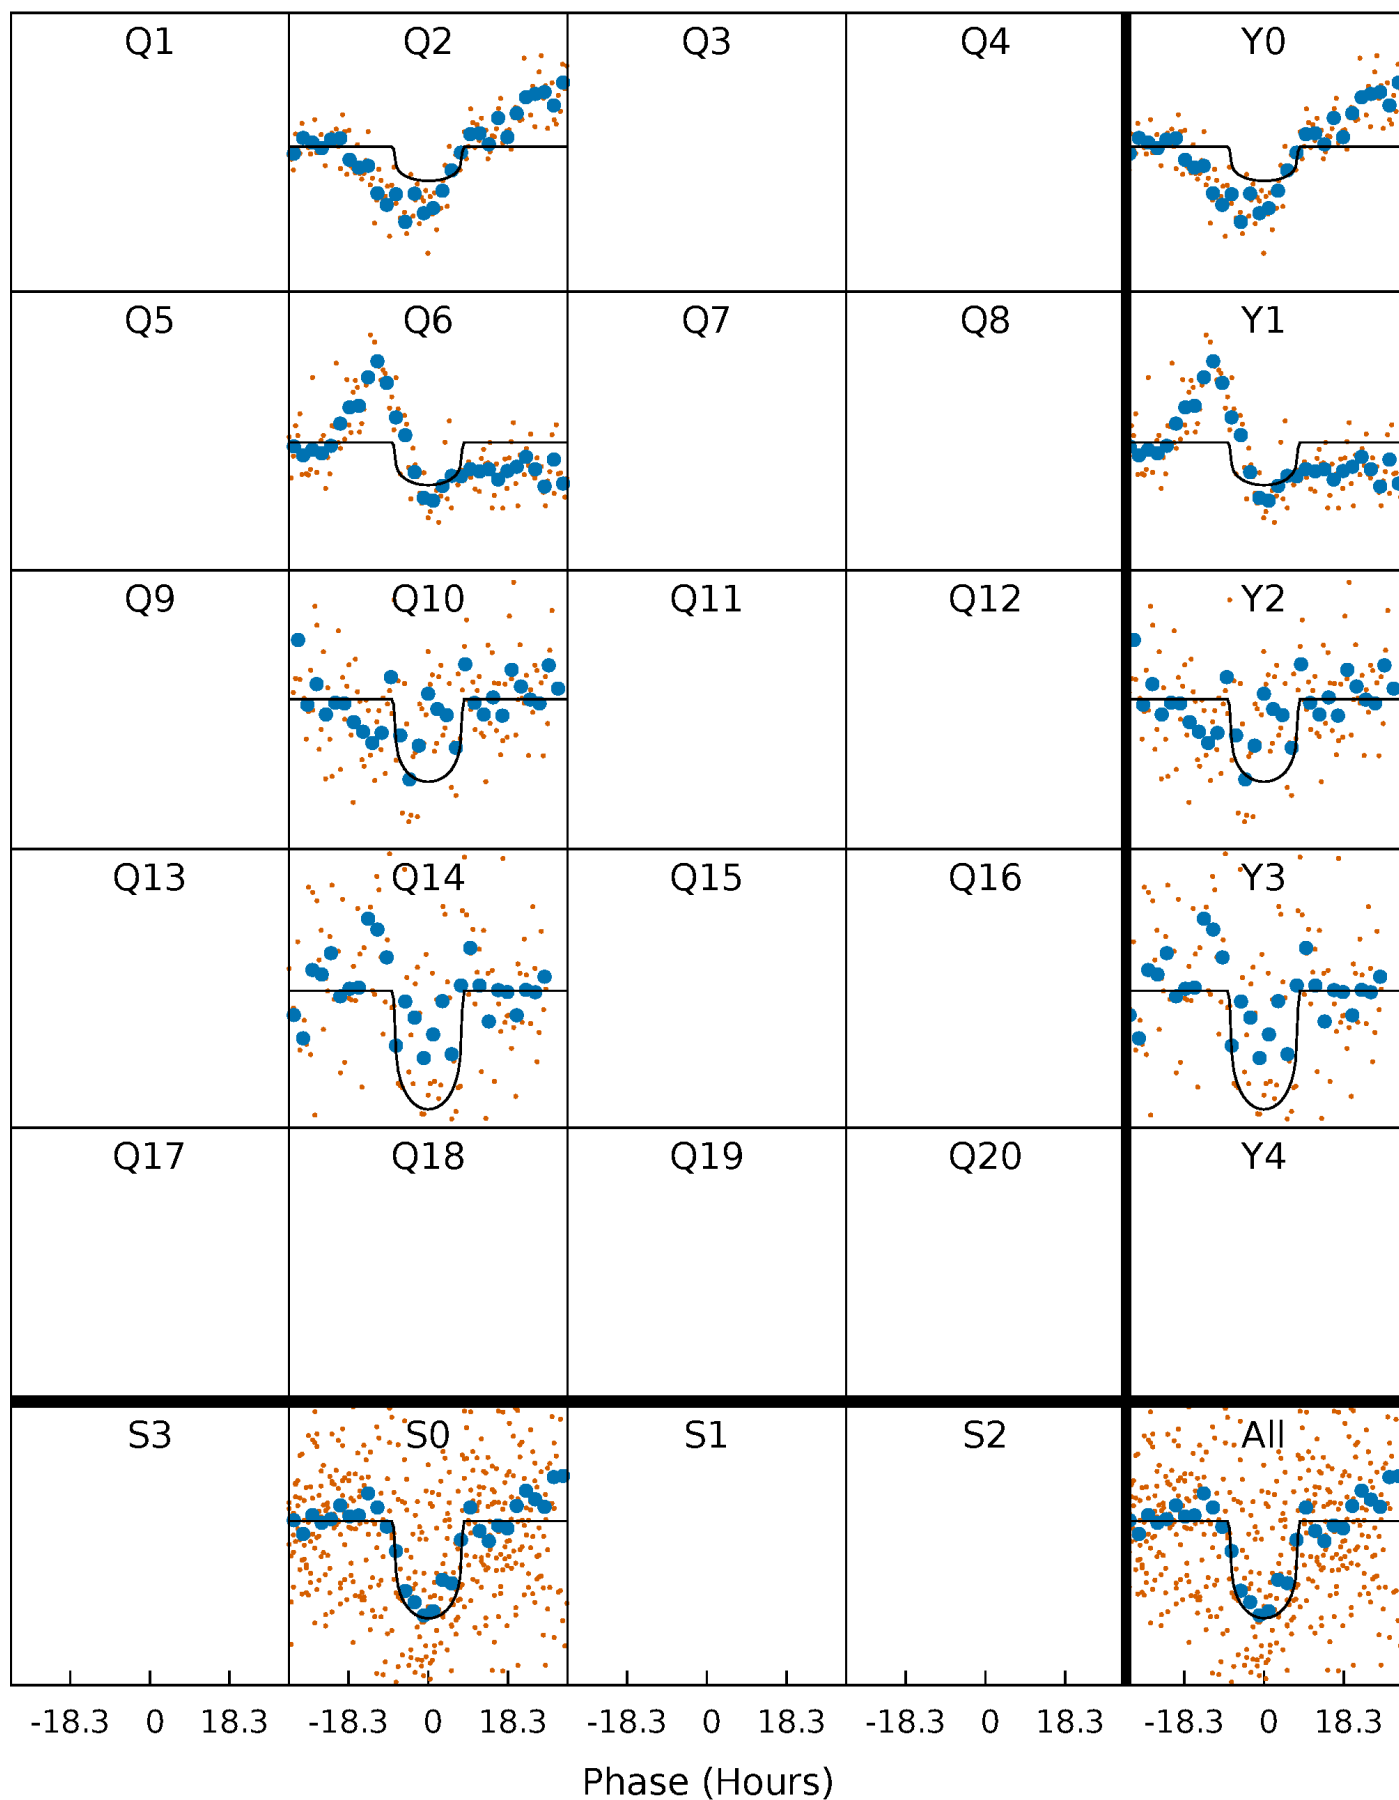 Q1 Q2 Q3 Q4 Y0
Q5 Q6 Q7 Q8 Y1
Q9 Q10 Q11 Q12 Y2
Q13 Q14 Q15 Q16 Y3
Q17 Q18 Q19 Q20 Y4
S3 S0 S1 S2 All
-18.3 0 18.3 -18.3 0 18.3 -18.3 0 18.3 -18.3 0 18.3 -18.3 0 18.3
Phase (Hours)